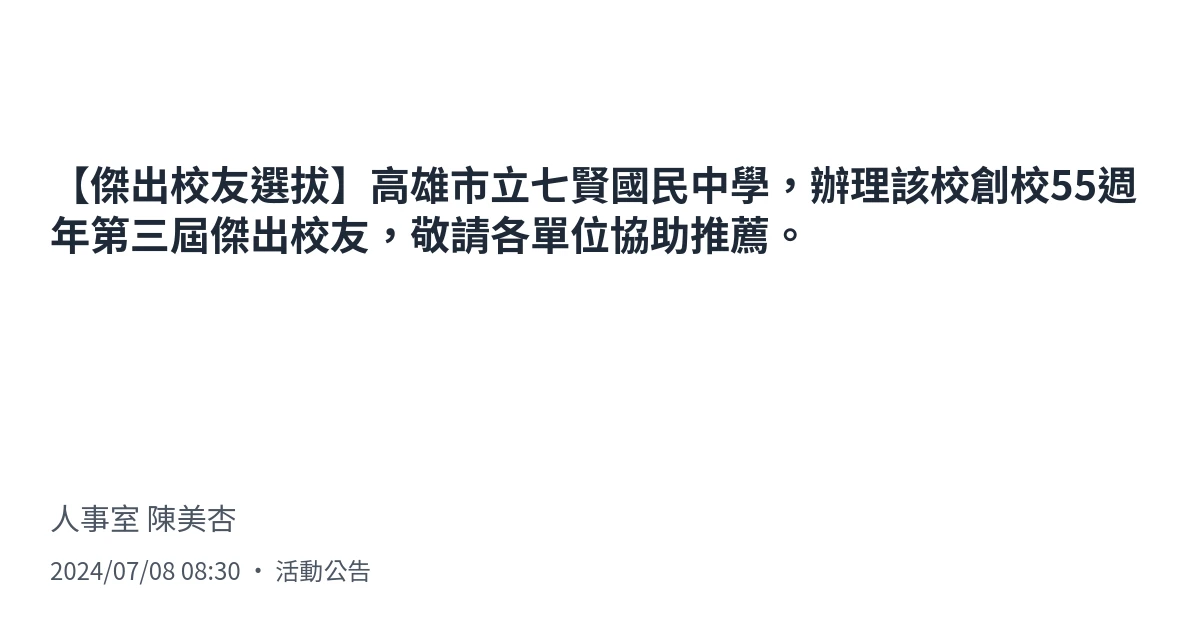 【傑出校友選拔】高雄市立七賢國民中學，辦理該校創校55週
年第三屆傑出校友，敬請各單位協助推薦。
人事室 陳美杏
2024/07/08 08:30 • 活動公告